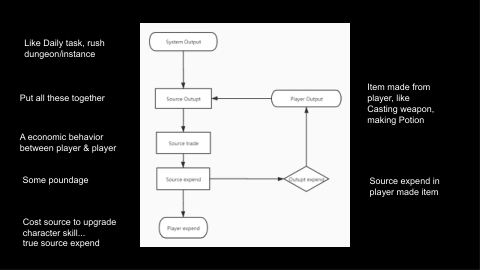 Like Daily task, rush
dungeon/instance
System Output
Put all these together
Source Outupt
Player Output
Item made from
player, like
Casting weapon,
making Potion
A economic behavior
between player & player
Source trade
Some poundage
Source expend
Outupt expend
Source expend in
player made item
Cost source to upgrade
character skill...
true source expend
Player expend